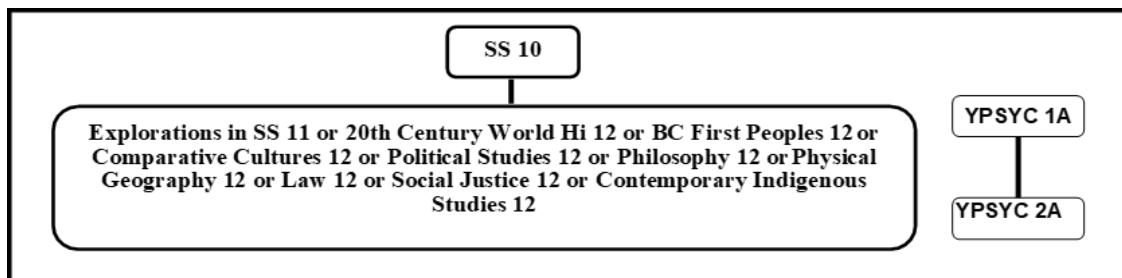 SS 10
Explorations in SS 11 or 20th Century World Hi 12 or BC First Peoples 12 or
Comparative Cultures 12 or Political Studies 12 or Philosophy 12 or Physical
Geography 12 or Law 12 or Social Justice 12 or Contemporary Indigenous
Studies 12
YPSYC 1A
YPSYC 2A